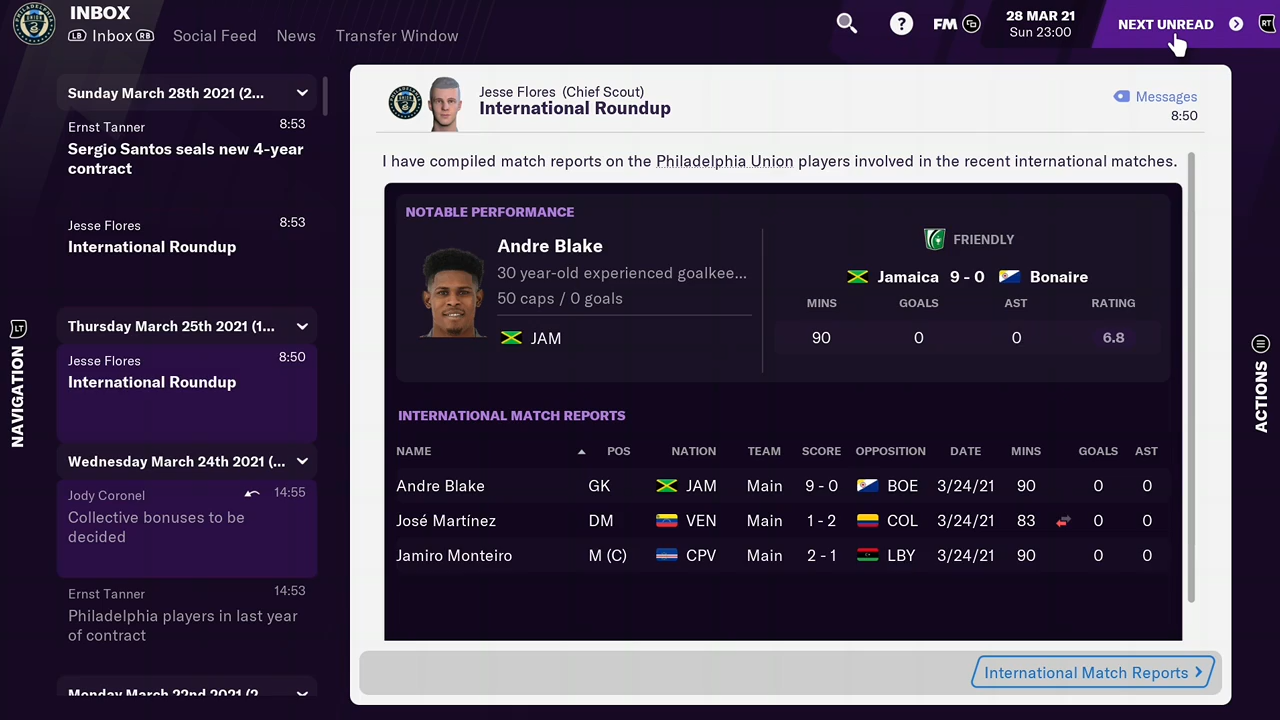 INBOX
LB Inbox RB Social Feed News Transfer Window
FM
28 MAR 21
Sun 23:00
NEXT UNREAD
RT
Sunday March 28th 2021 (2...
Ernst Tanner 8:53
Sergio Santos seals new 4-year
contract
Jesse Flores 8:53
International Roundup
Thursday March 25th 2021 (1...
Jesse Flores 8:50
International Roundup
Wednesday March 24th 2021 (...
Jody Coronel 14:55
Collective bonuses to be
decided
Ernst Tanner 14:53
Philadelphia players in last year
of contract
Monday March 22nd 2021 (2
NAVIGATION LT
Jesse Flores (Chief Scout)
International Roundup
Messages
8:50
I have compiled match reports on the Philadelphia Union players involved in the recent international matches.
NOTABLE PERFORMANCE
Andre Blake
30 year-old experienced goalkee...
50 caps / 0 goals
JAM
FRIENDLY
Jamaica 9 - 0 Bonaire
MINS GOALS AST RATING
90 0 0 6.8
INTERNATIONAL MATCH REPORTS
NAME POS NATION TEAM SCORE OPPOSITION DATE MINS GOALS AST
Andre Blake GK JAM Main 9 - 0 BOE 3/24/21 90 0 0
José Martínez DM VEN Main 1 - 2 COL 3/24/21 83 0 0
Jamiro Monteiro M (C) CPV Main 2 - 1 LBY 3/24/21 90 0 0
International Match Reports
ACTIONS